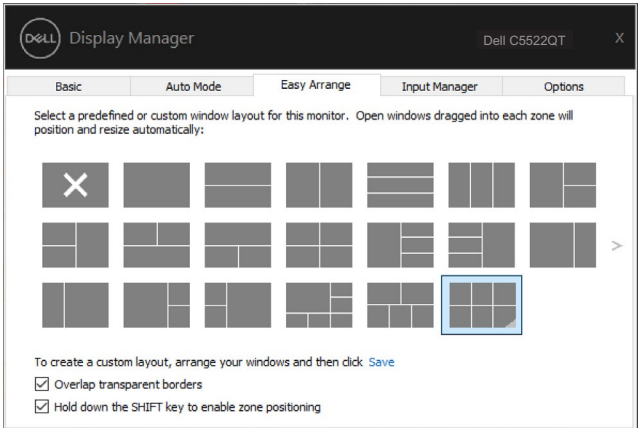 DELL Display Manager Dell C5522QT X
Basic Auto Mode Easy Arrange Input Manager Options
Select a predefined or custom window layout for this monitor. Open windows dragged into each zone will
position and resize automatically:
To create a custom layout, arrange your windows and then click Save
Overlap transparent borders
Hold down the SHIFT key to enable zone positioning